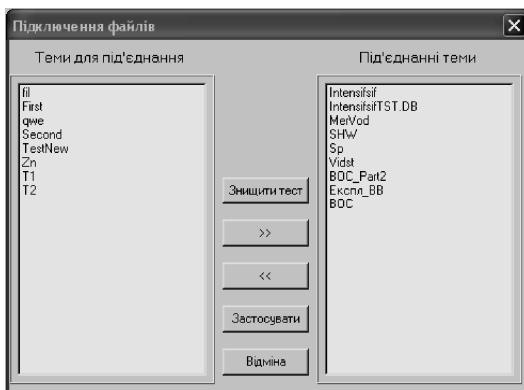 Підключення файлів
Теми для під'єднання
Під'єднанні теми
fil
First
qwe
Second
TestNew
Zn
T1
T2
Знищити тест
>>
<<
Застосувати
Відміна
Intensifsif
IntensifsifTST.DB
MerVod
SHW
Sp
Vidst
BOC_Part2
Експл_ВВ
BOC